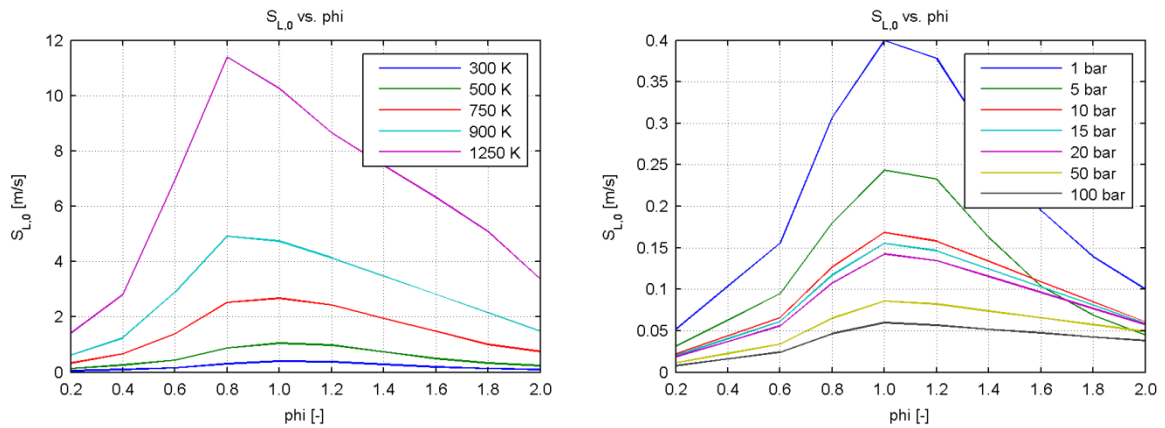 S_L,0 vs. phi
12
10
8
6
4
2
0
S_L,0 [m/s]
0.2 0.4 0.6 0.8 1.0 1.2 1.4 1.6 1.8 2.0
phi [-]
300 K
500 K
750 K
900 K
1250 K
S_L,0 vs. phi
0.4
0.35
0.3
0.25
0.2
0.15
0.1
0.05
0
S_L,0 [m/s]
0.2 0.4 0.6 0.8 1.0 1.2 1.4 1.6 1.8 2.0
phi [-]
1 bar
5 bar
10 bar
15 bar
20 bar
50 bar
100 bar